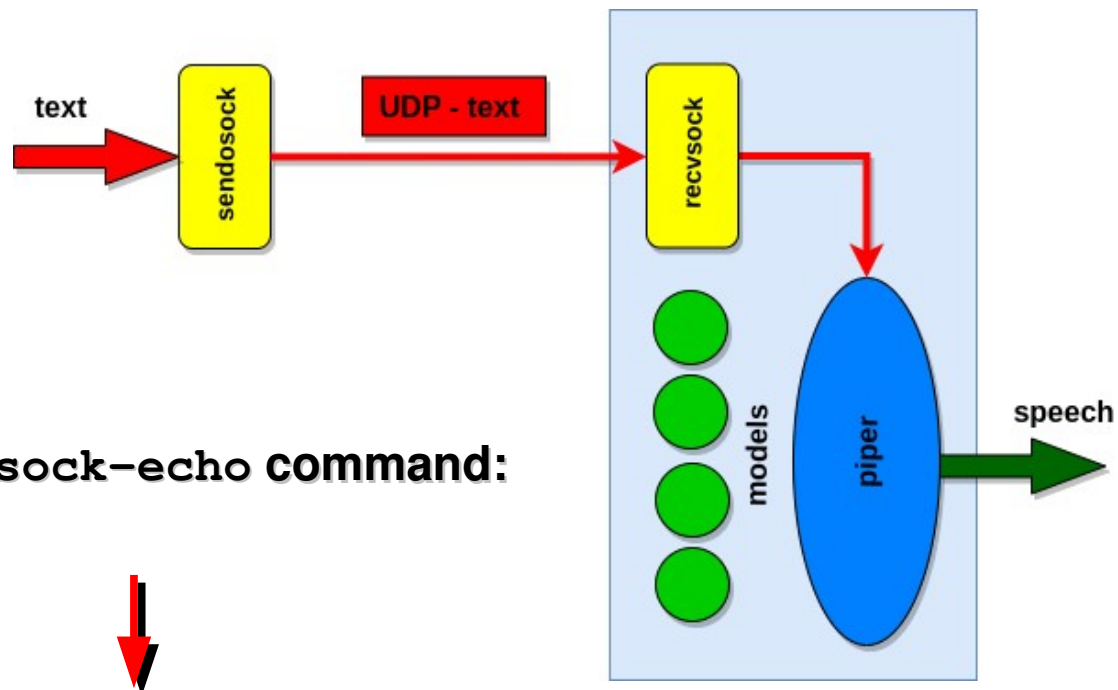 text
sendosock
UDP - text
recvsock
models
piper
speech
sock-echo command: